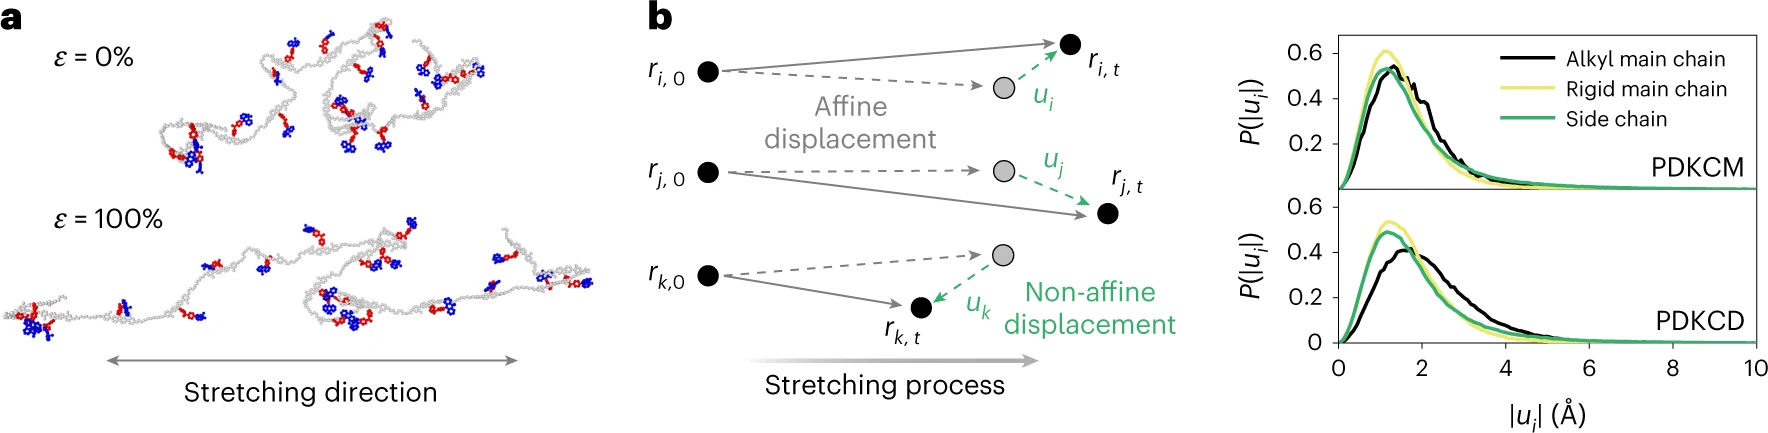 a
ε = 0%
ε = 100%
Stretching direction
b
r_{i, 0}
r_{i, t}
u_i
Affine
displacement
r_{j, 0}
u_j
r_{j, t}
r_{k,0}
u_k
r_{k, t}
Non-affine
displacement
Stretching process
P(|u_i|)
0.6
0.4
0.2
Alkyl main chain
Rigid main chain
Side chain
PDKCM
P(|u_i|)
0.6
0.4
0.2
0
PDKCD
0 2 4 6 8 10
|u_i| (Å)